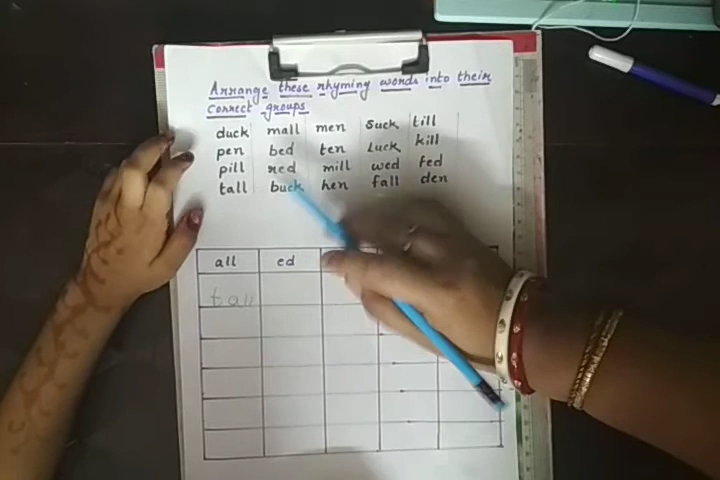 Arrange these rhyming words into their
correct groups
duck mall men suck till
pen bed ten Luck kill
pill red mill wed fed
tall buck hen fall den
all ed
tall